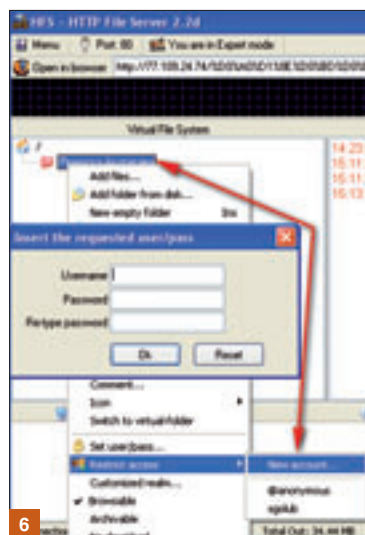 HFS - HTTP File Server 2.2d
Menu Port: 80 You are in Expert mode
Open in browser
Virtual File System
/
Add files...
Add folder from disk...
New empty folder Ins
Insert the requested user/pass
Username
Password
Re-type password
Ok Reset
Comment...
Icon
Switch to virtual folder
Set user/pass...
Restrict access New account...
Customized realm... @anonymous
Browsable
Archivable
Total Out: 34.44 MB
6